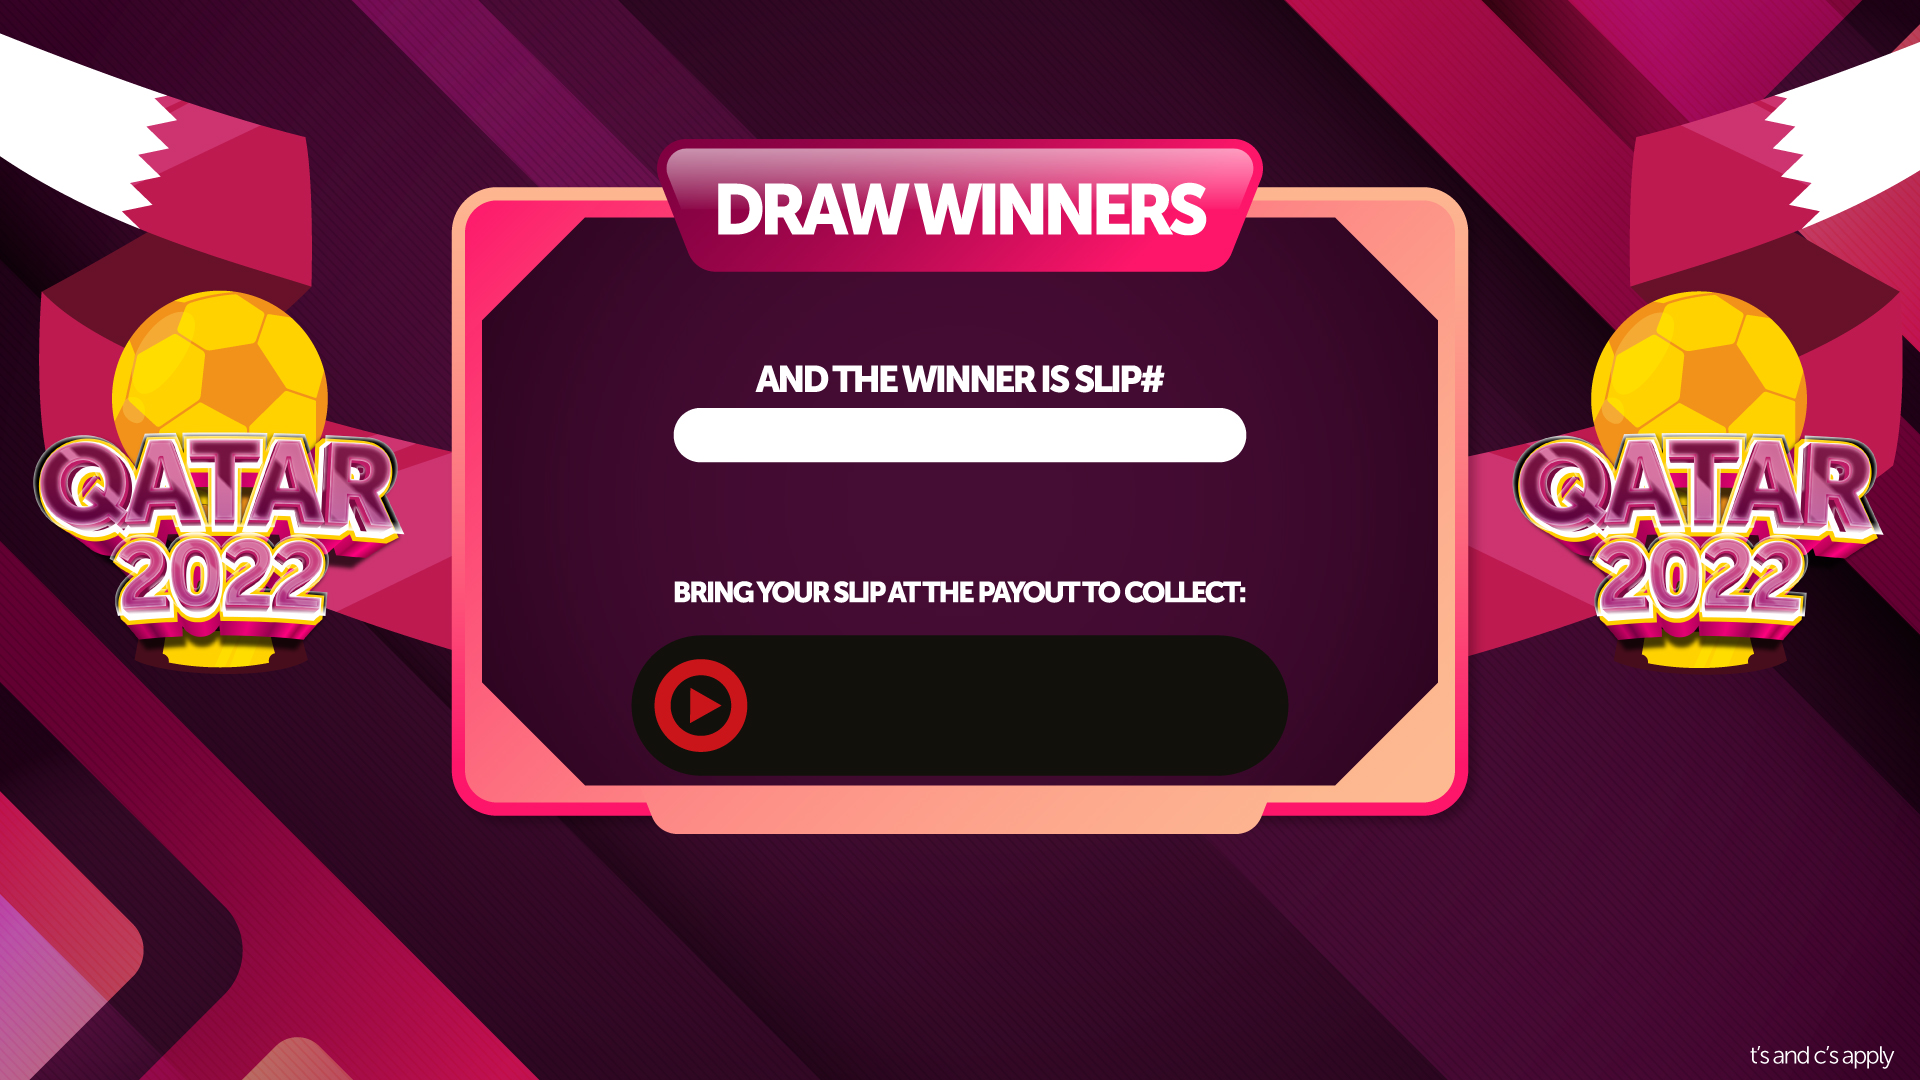 DRAW WINNERS
AND THE WINNER IS SLIP#
BRING YOUR SLIP AT THE PAYOUT TO COLLECT:
QATAR
2022
QATAR
2022
t's and c's apply